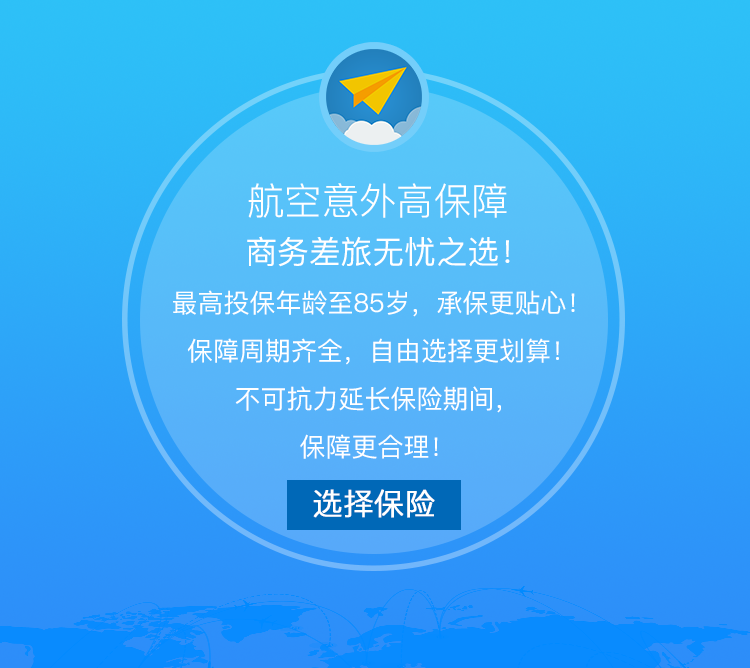 航空意外高保障
商务差旅无忧之选！
最高投保年龄至85岁，承保更贴心！
保障周期齐全，自由选择更划算！
不可抗力延长保险期间，
保障更合理！
选择保险